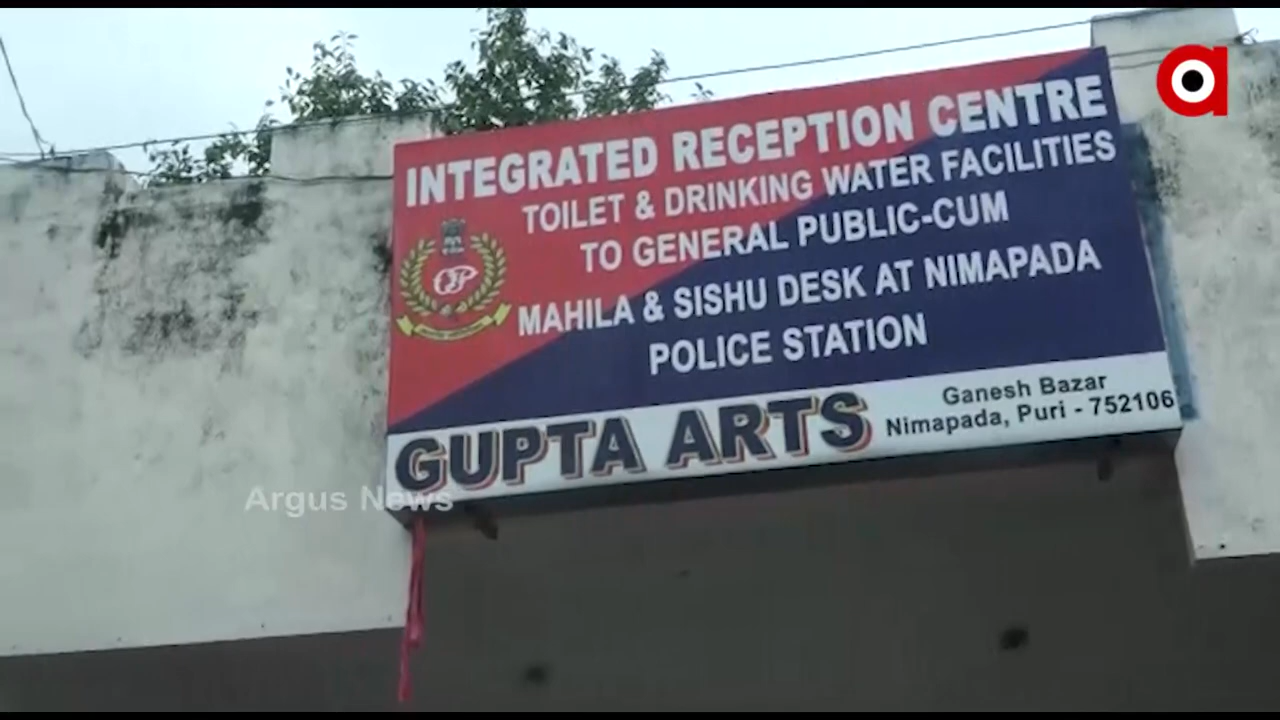 INTEGRATED RECEPTION CENTRE
TOILET & DRINKING WATER FACILITIES
TO GENERAL PUBLIC-CUM
MAHILA & SISHU DESK AT NIMAPADA
POLICE STATION
OP
GUPTA ARTS
Ganesh Bazar
Nimapada, Puri - 752106
Argus News